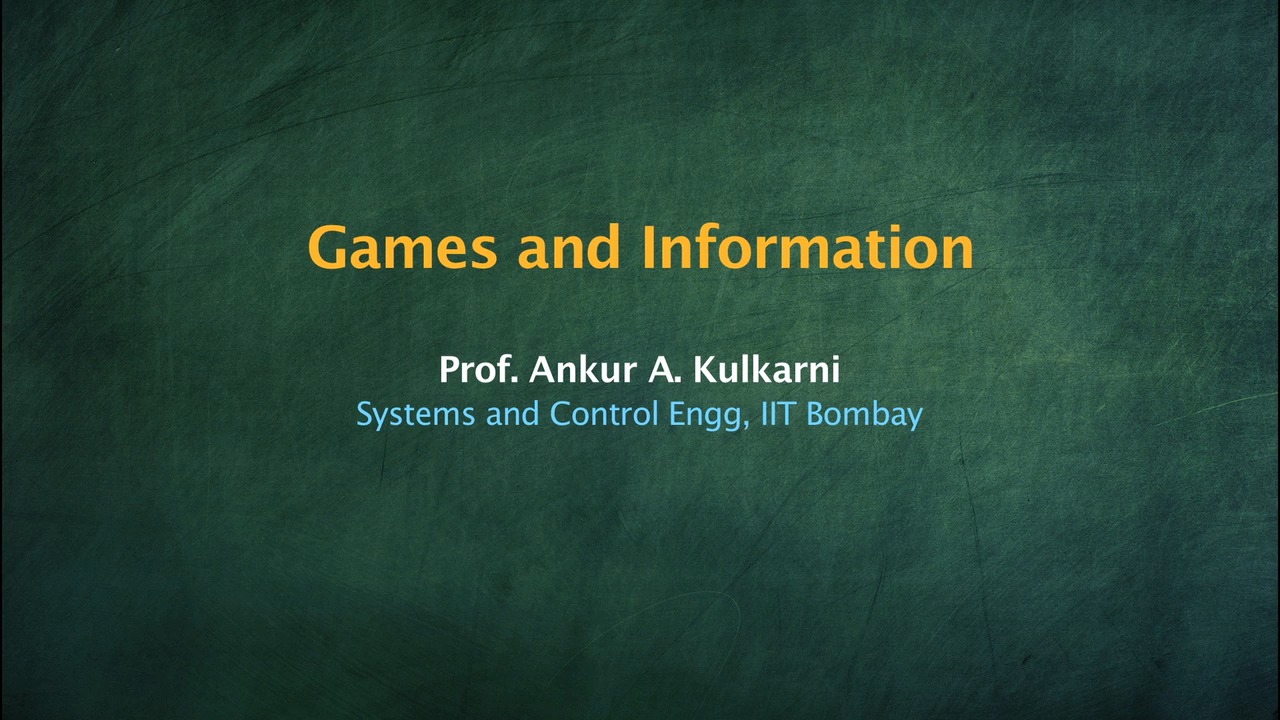 Games and Information
Prof. Ankur A. Kulkarni
Systems and Control Engg, IIT Bombay